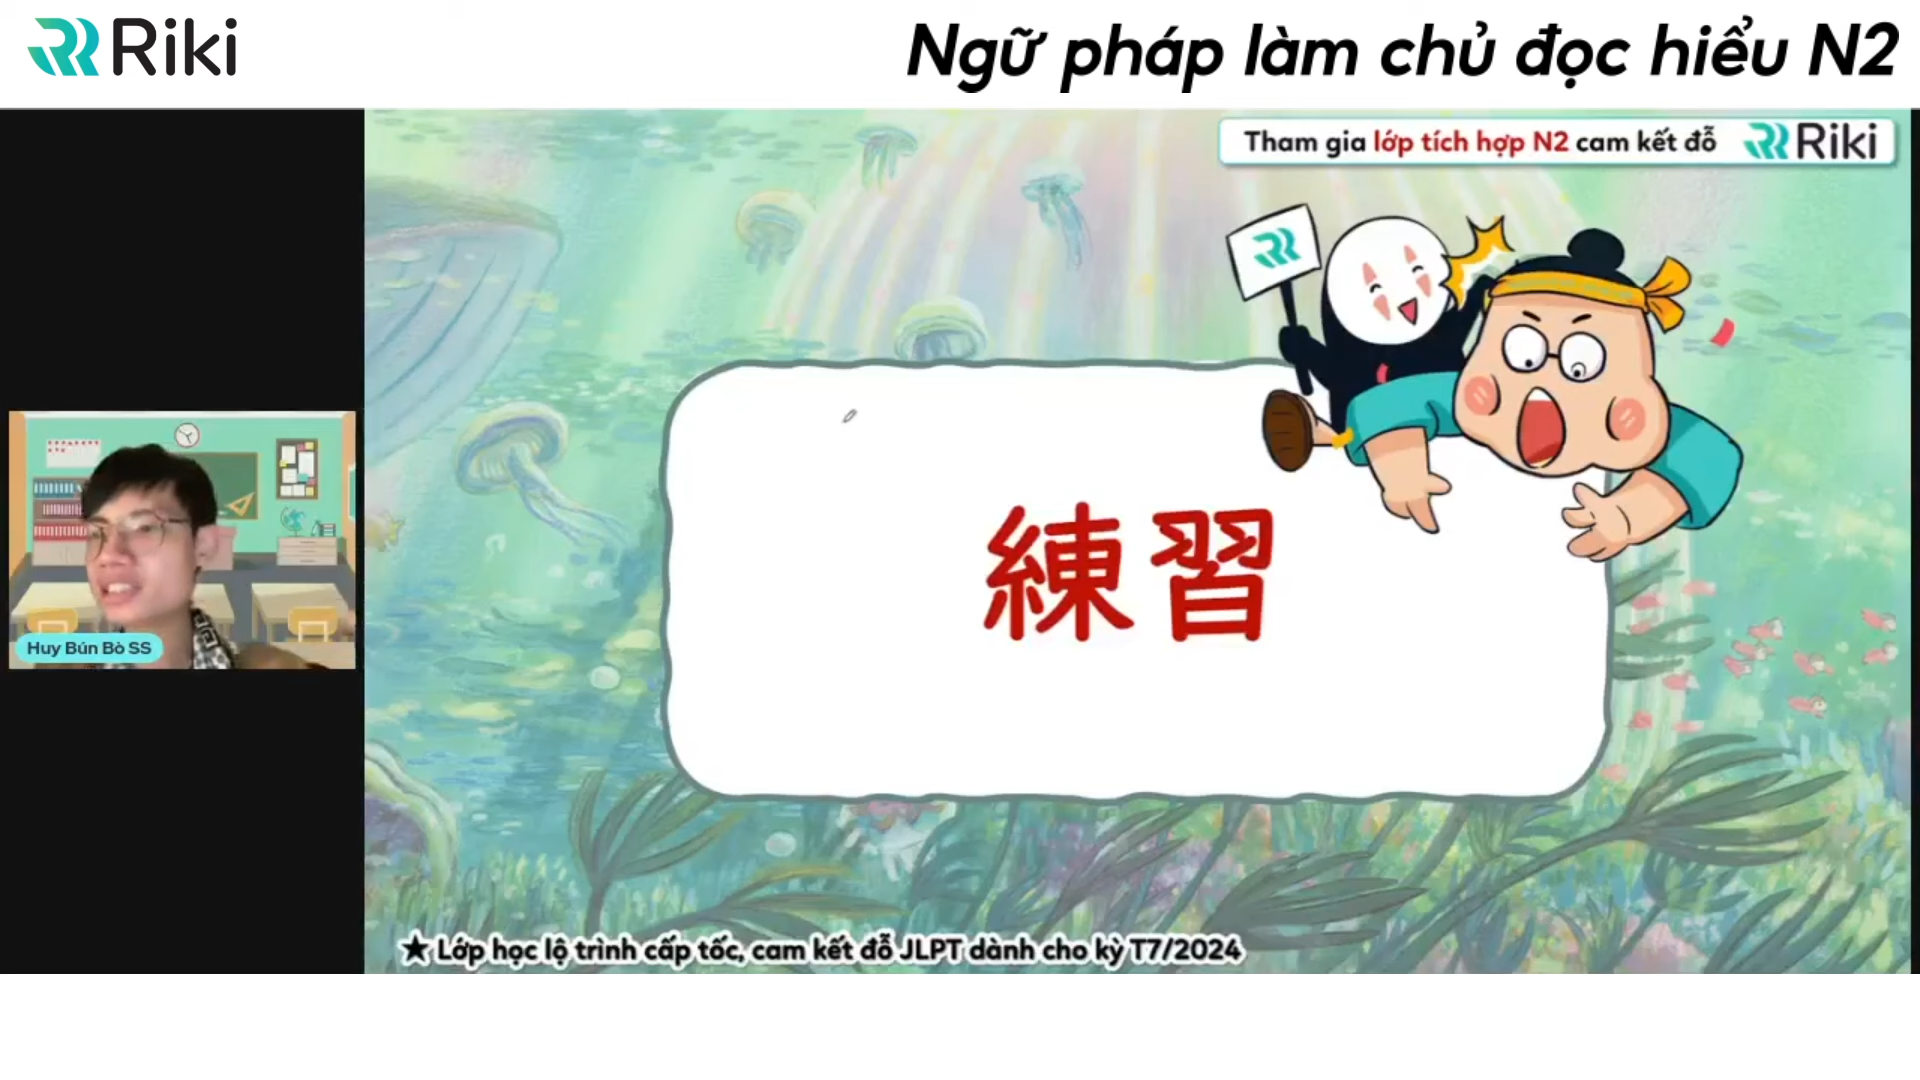 Riki
Ngữ pháp làm chủ đọc hiểu N2
Tham gia lớp tích hợp N2 cam kết đỗ Riki
練習
Huy Bún Bò SS
★ Lớp học lộ trình cấp tốc, cam kết đỗ JLPT dành cho kỳ T7/2024